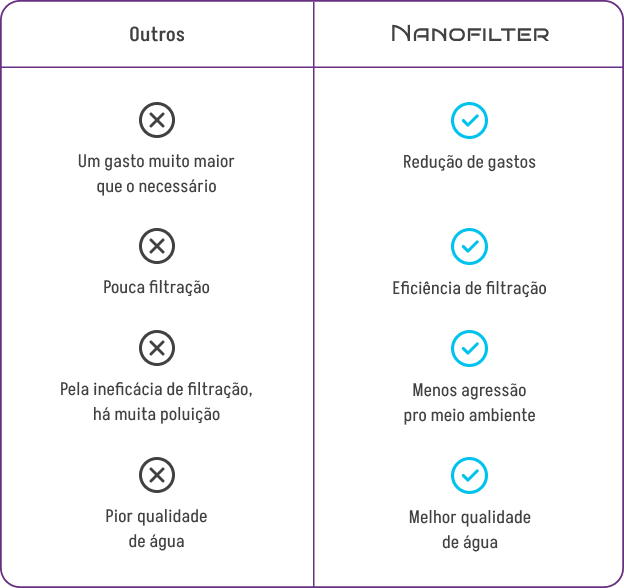 Outros
NANOFILTER
Um gasto muito maior
que o necessário
Redução de gastos
Pouca filtração
Eficiência de filtração
Pela ineficácia de filtração,
há muita poluição
Menos agressão
pro meio ambiente
Pior qualidade
de água
Melhor qualidade
de água